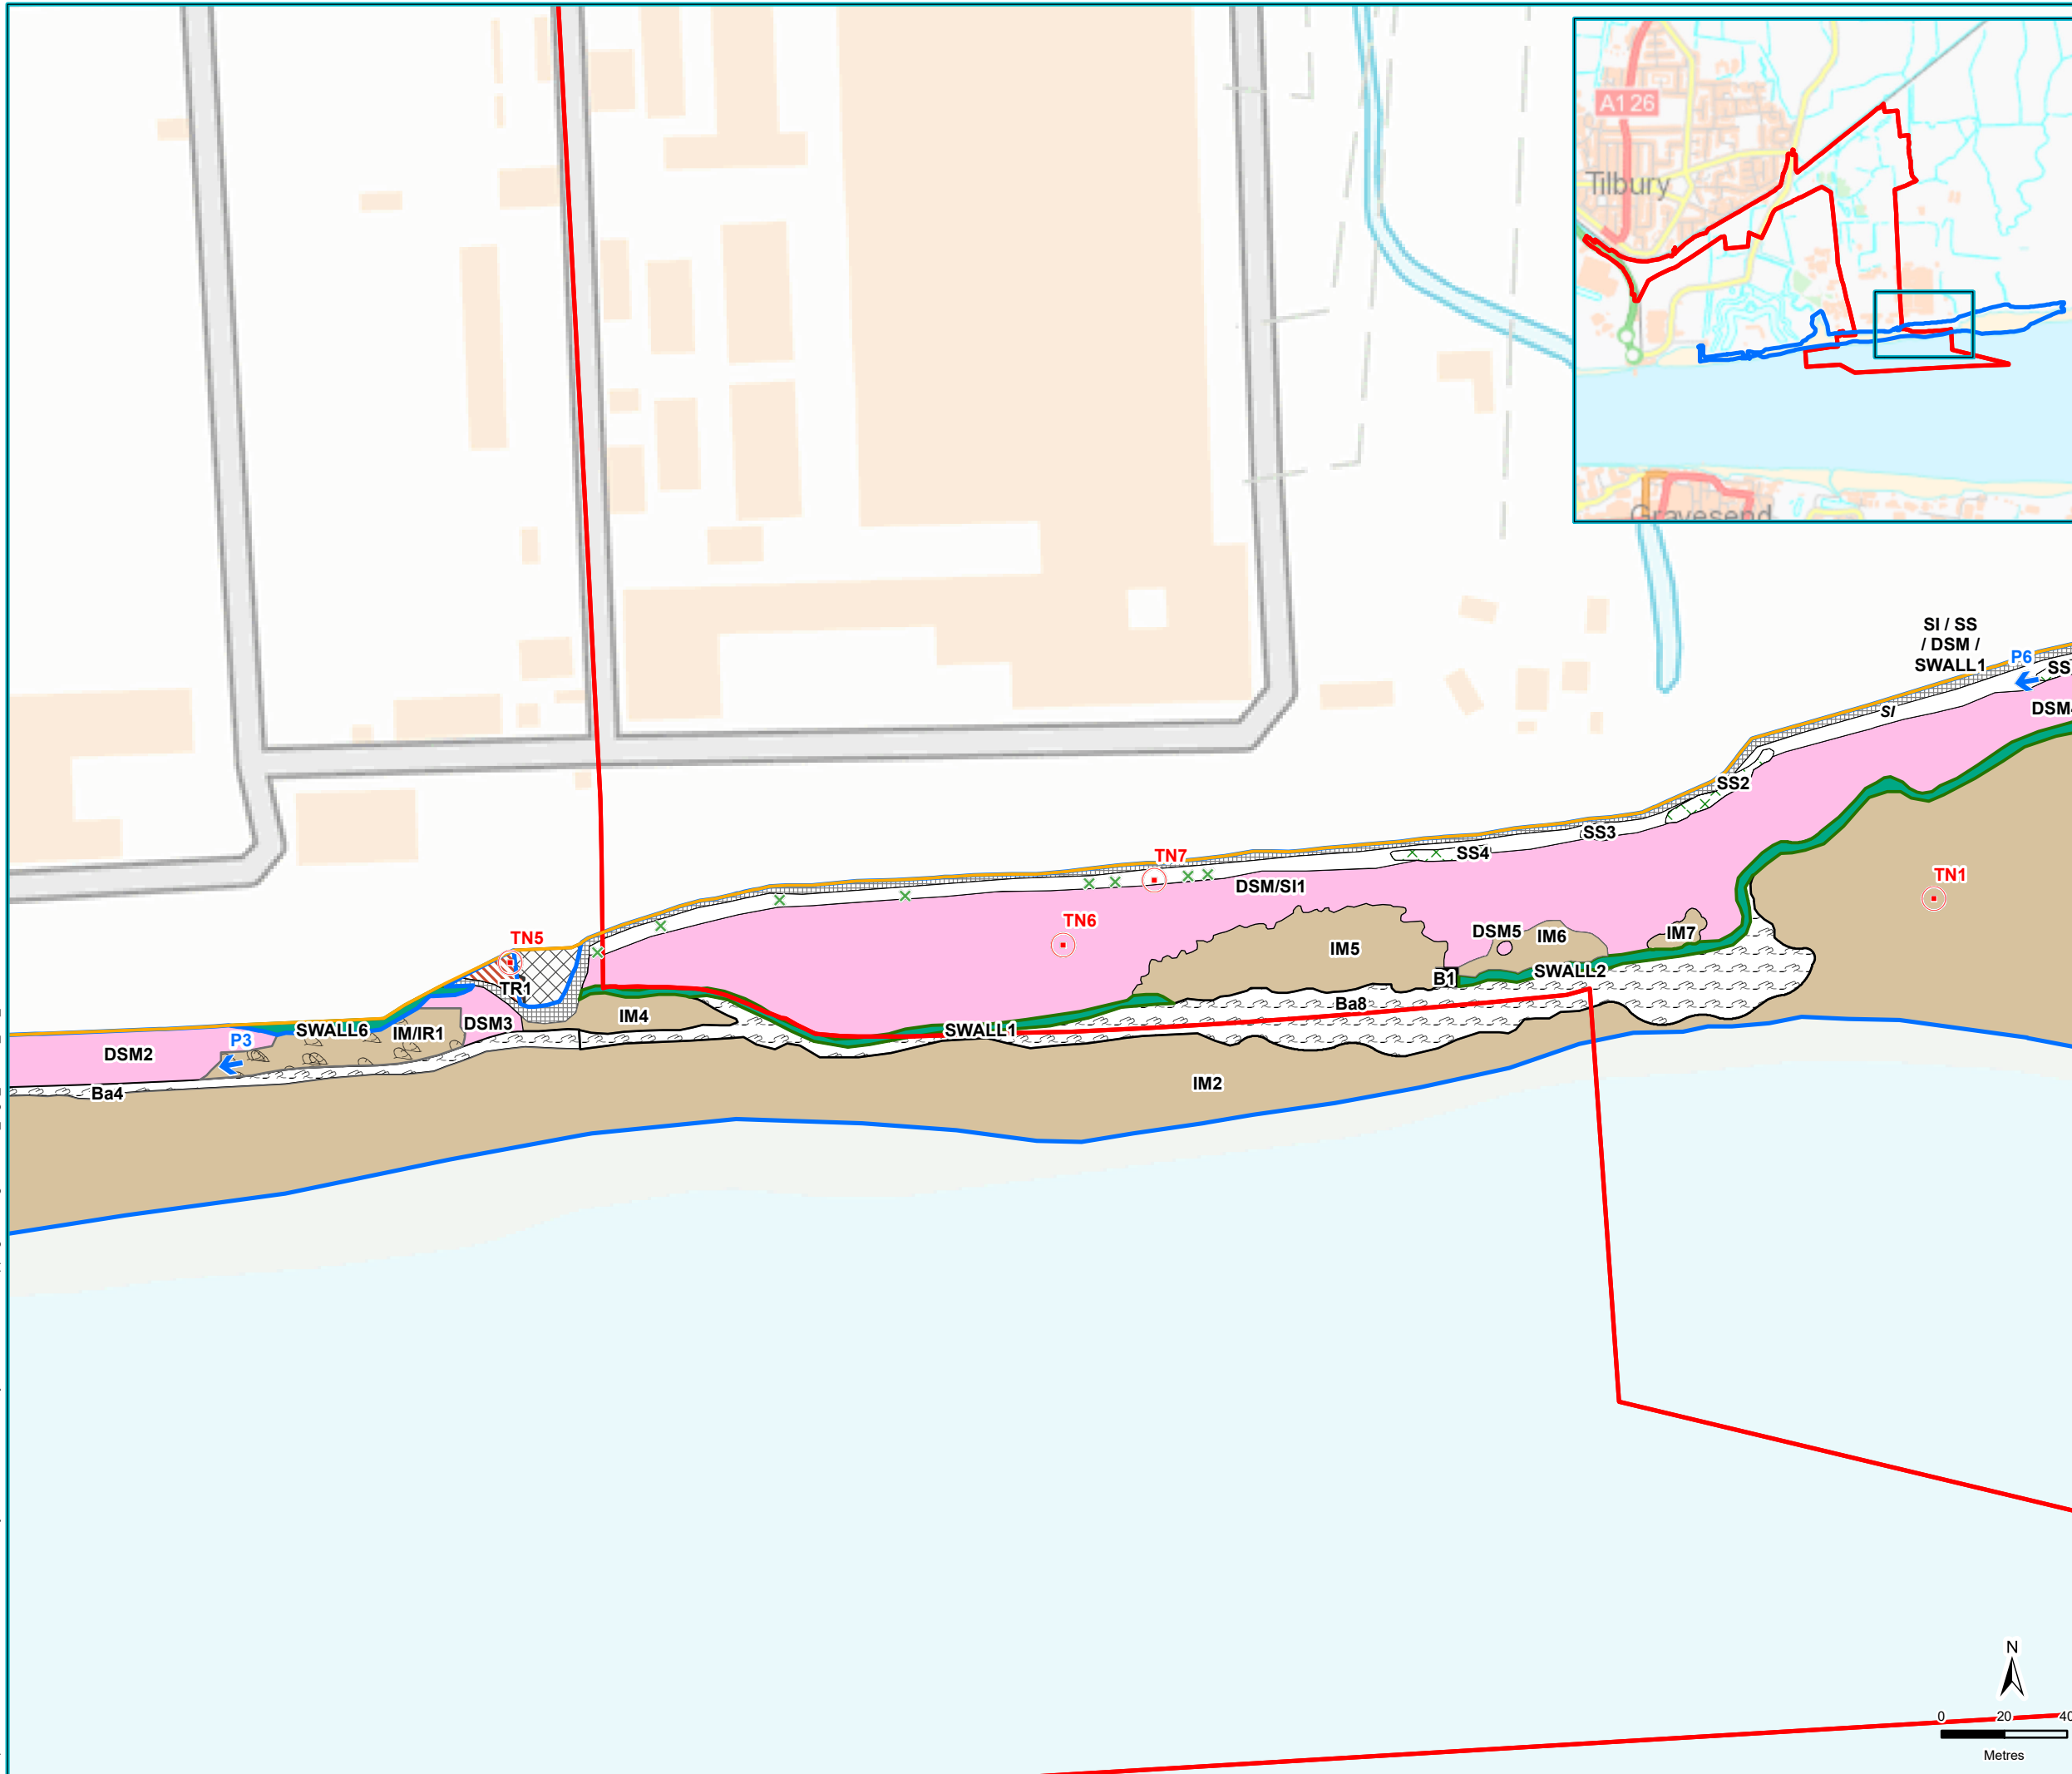 A126
Tilbury
Gravesend
SI / SS
/ DSM /
SWALL1
P6
SS
DSM
SI
SS2
SS3
SS4
TN7
DSM/SI1
TN1
TN6
TN5
DSM5
IM6
IM7
IM5
B1
SWALL2
TR1
Ba8
IM4
SWALL1
DSM3
SWALL6
IM/IR1
P3
DSM2
Ba4
IM2
N
0 20 40
Metres